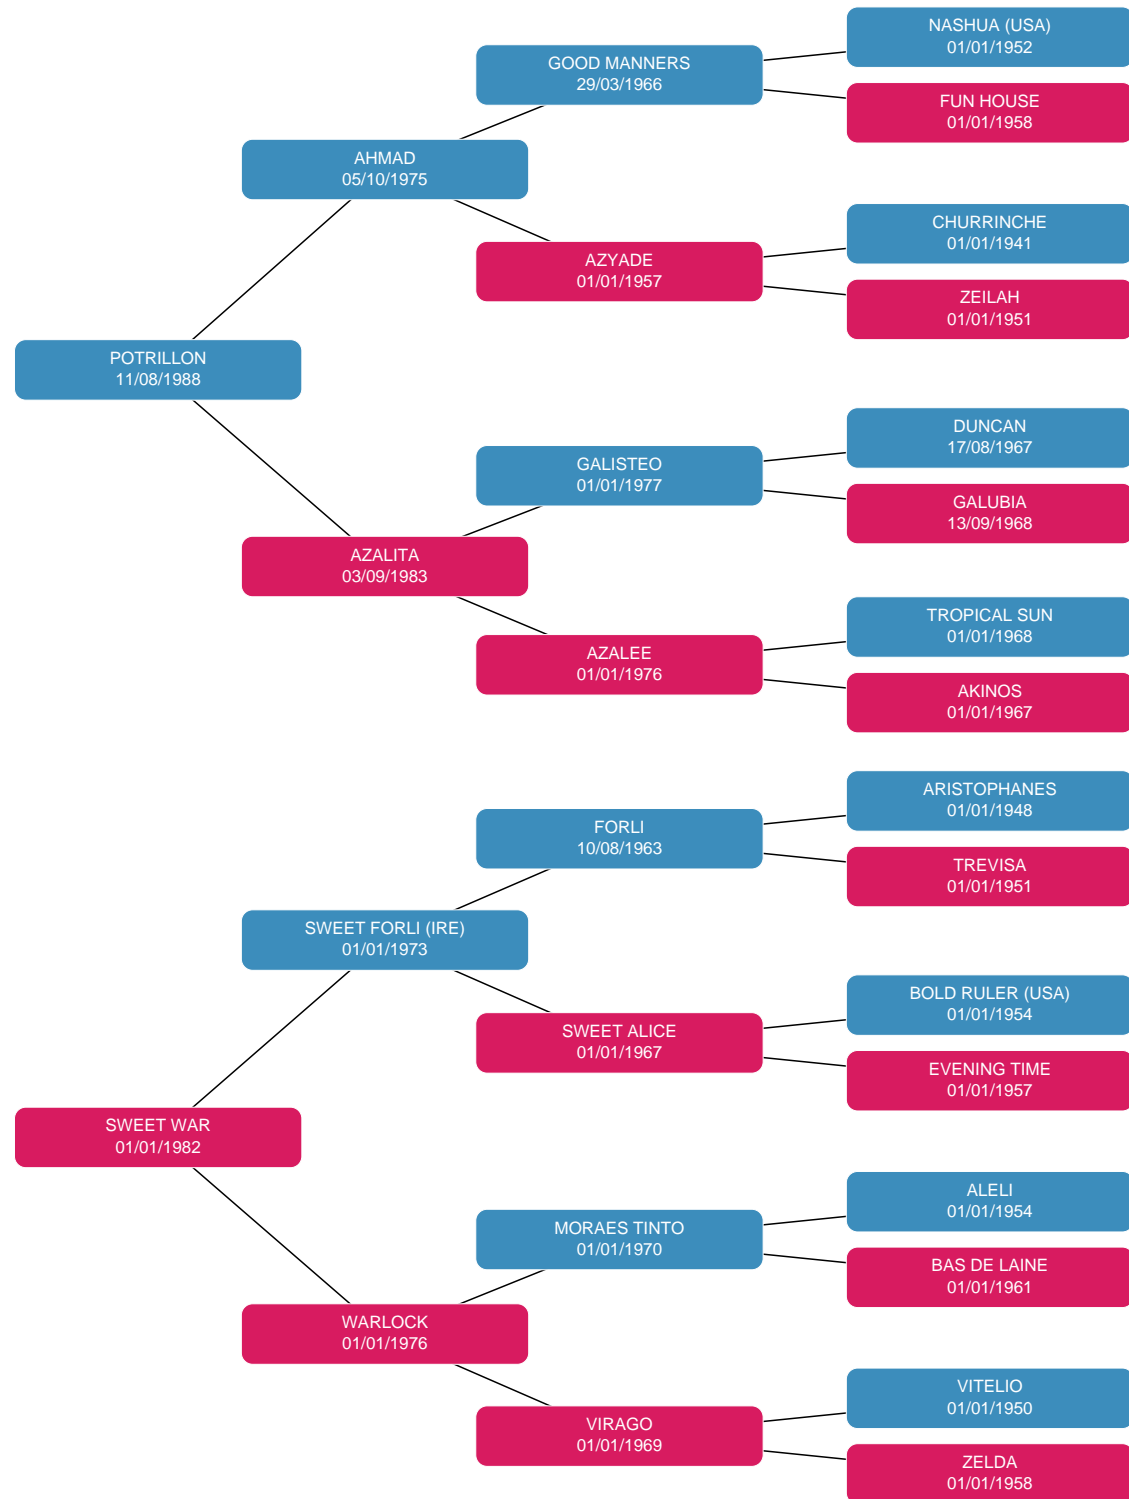 NASHUA (USA)
01/01/1952
GOOD MANNERS
29/03/1966
FUN HOUSE
01/01/1958
AHMAD
05/10/1975
CHURRINCHE
01/01/1941
AZYADE
01/01/1957
ZEILAH
01/01/1951
POTRILLON
11/08/1988
DUNCAN
17/08/1967
GALISTEO
01/01/1977
GALUBIA
13/09/1968
AZALITA
03/09/1983
TROPICAL SUN
01/01/1968
AZALEE
01/01/1976
AKINOS
01/01/1967
ARISTOPHANES
01/01/1948
FORLI
10/08/1963
TREVISA
01/01/1951
SWEET FORLI (IRE)
01/01/1973
BOLD RULER (USA)
01/01/1954
SWEET ALICE
01/01/1967
EVENING TIME
01/01/1957
SWEET WAR
01/01/1982
ALELI
01/01/1954
MORAES TINTO
01/01/1970
BAS DE LAINE
01/01/1961
WARLOCK
01/01/1976
VITELIO
01/01/1950
VIRAGO
01/01/1969
ZELDA
01/01/1958